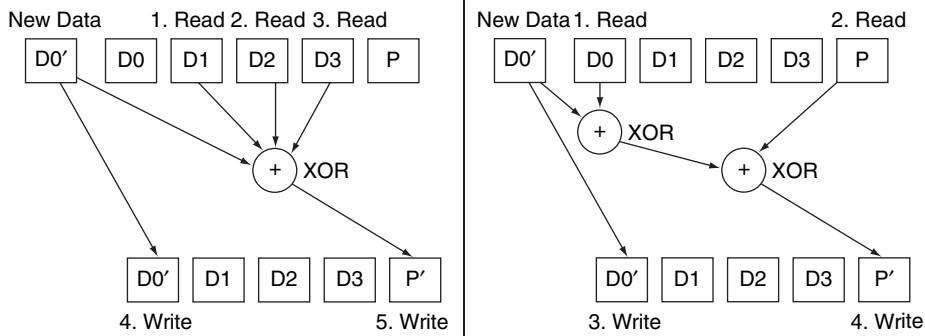 New Data 1. Read 2. Read 3. Read
D0′ D0 D1 D2 D3 P
+ XOR
D0′ D1 D2 D3 P′
4. Write 5. Write
New Data 1. Read 2. Read
D0′ D0 D1 D2 D3 P
+ XOR
+ XOR
D0′ D1 D2 D3 P′
3. Write 4. Write